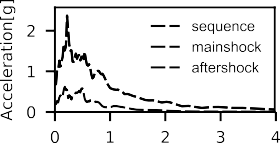 Acceleration[g]
2
1
0
sequence
mainshock
aftershock
0 1 2 3 4